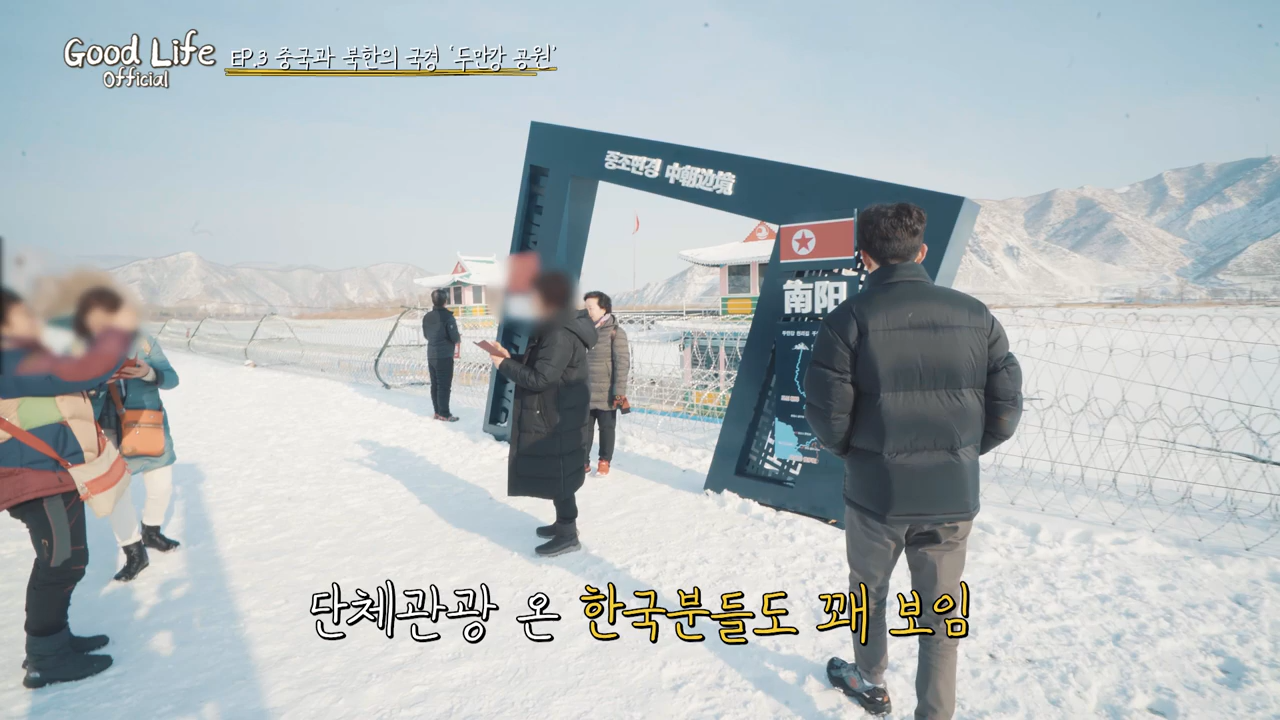 Good Life
Official
EP.3 중국과 북한의 국경 '두만강 공원'
중조변경 中朝边境
南阳
단체관광 온 한국분들도 꽤 보임